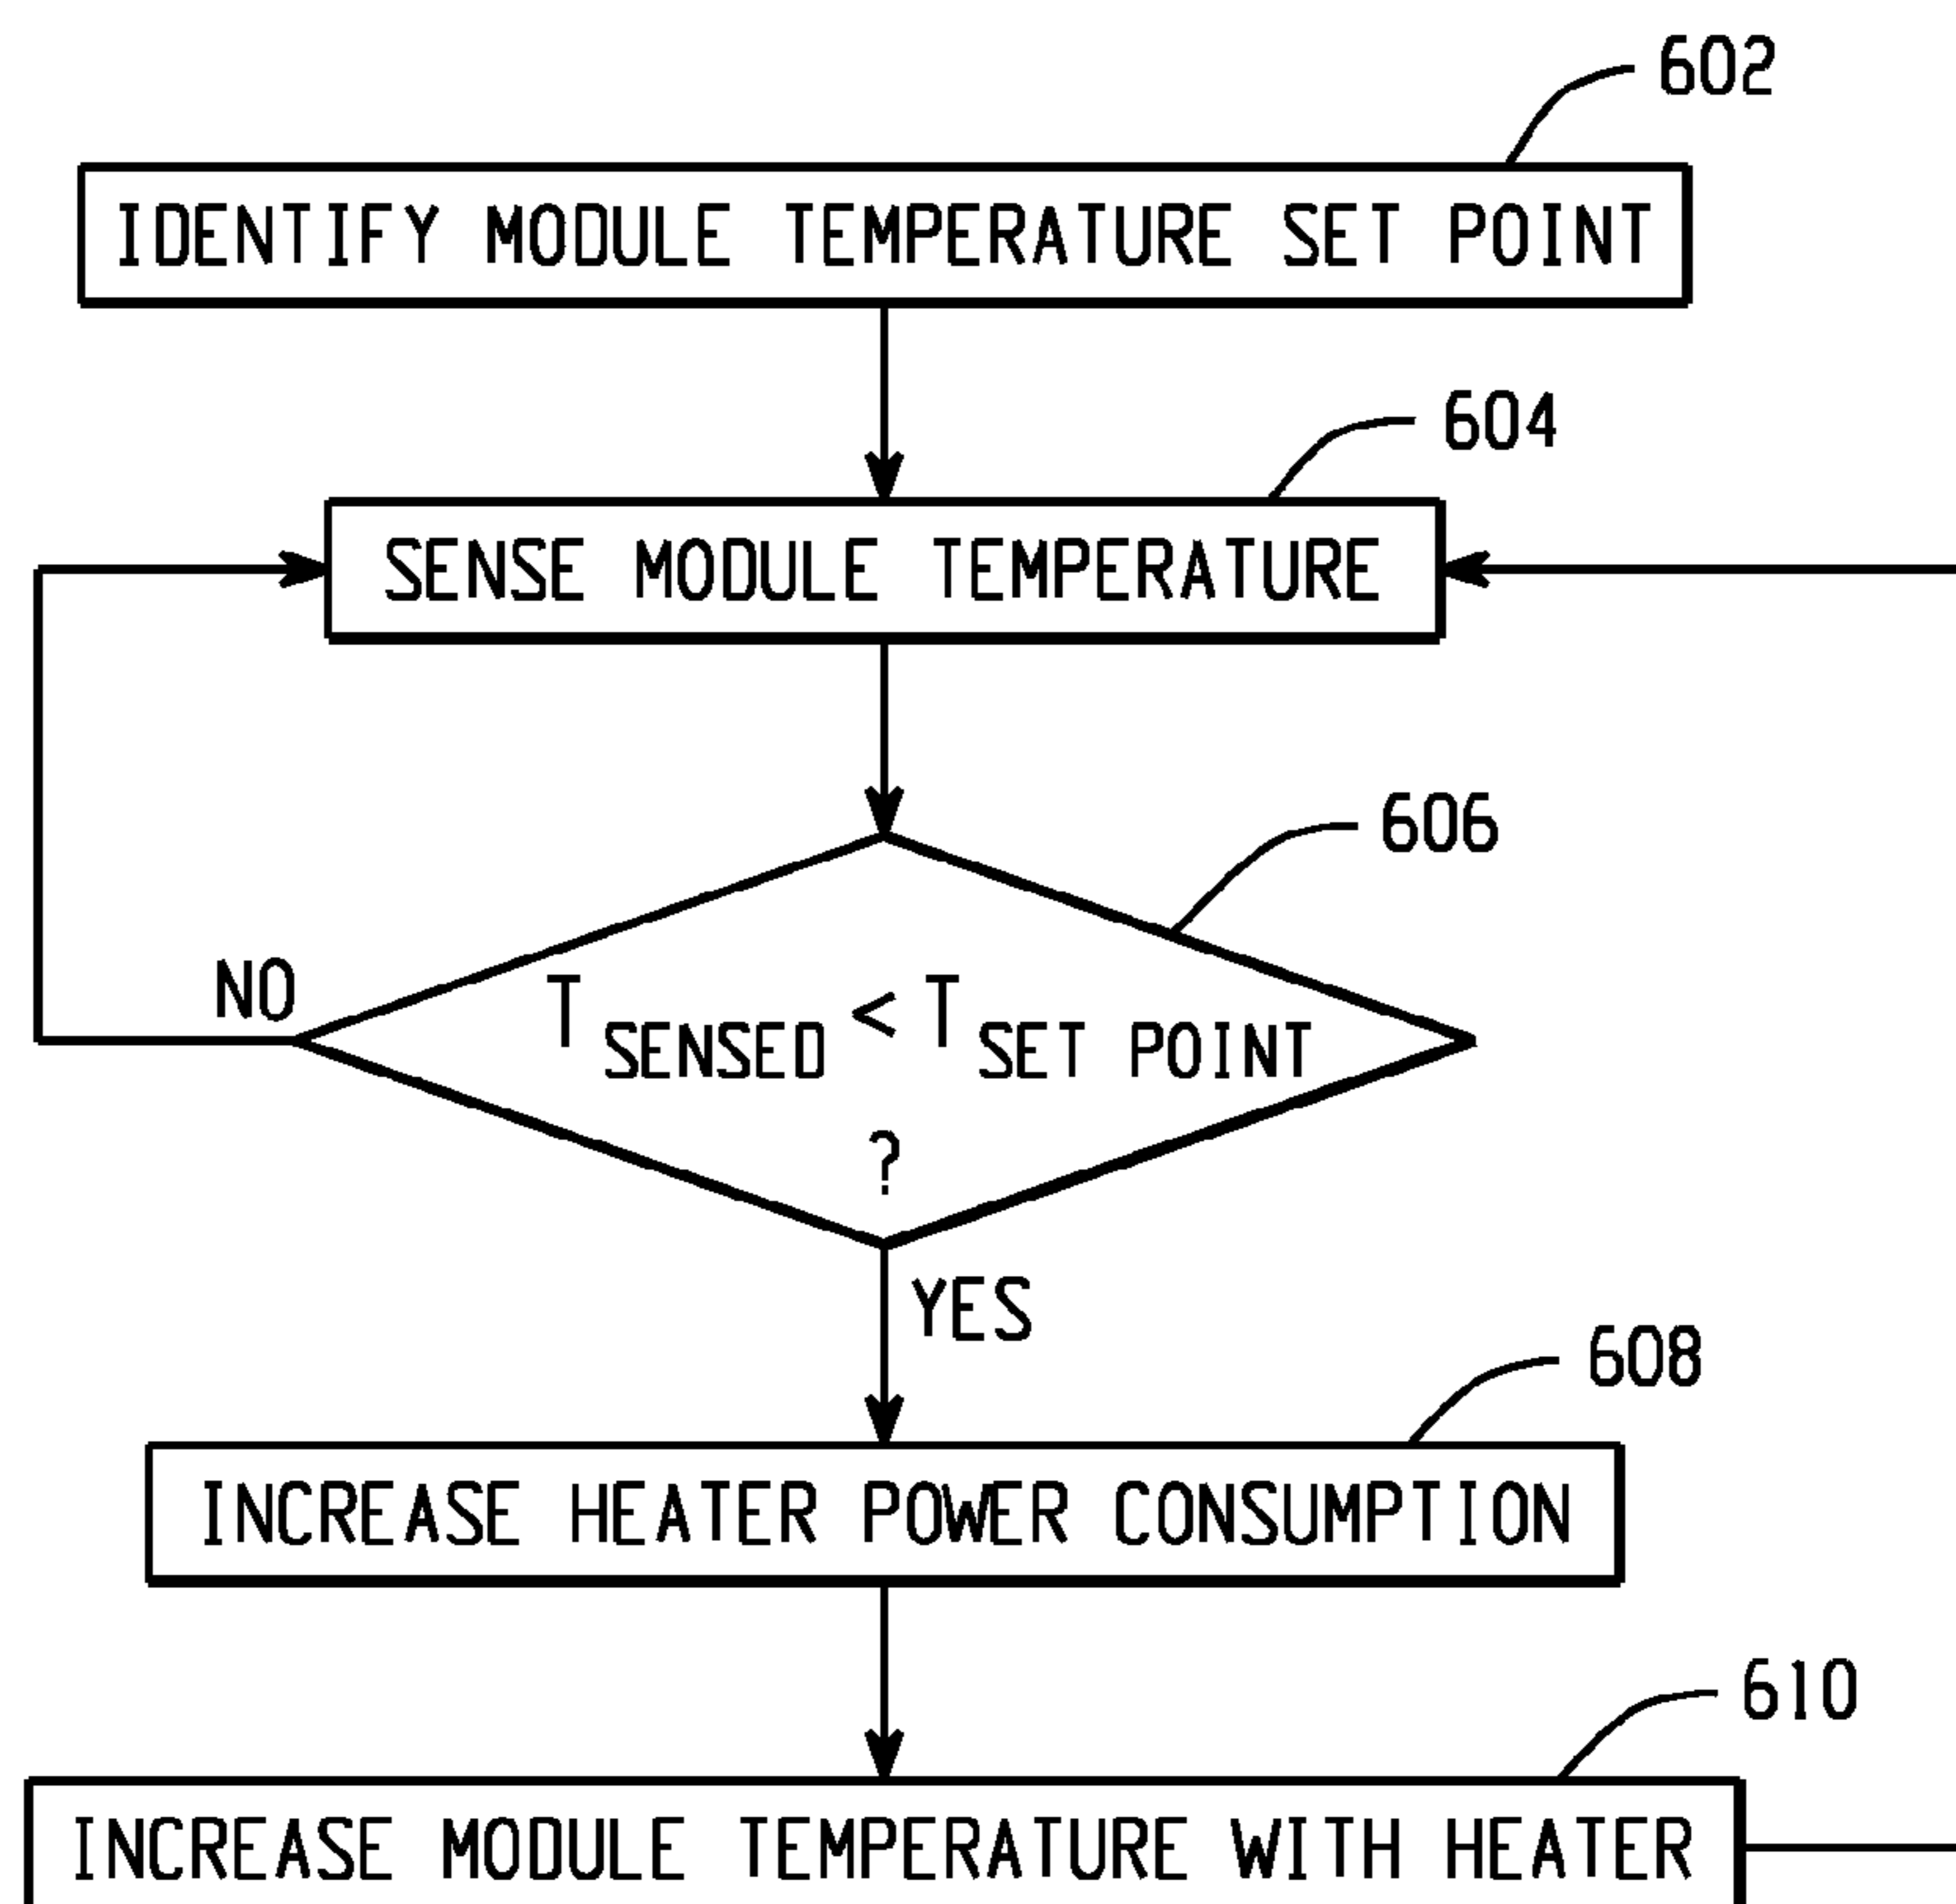 602
IDENTIFY MODULE TEMPERATURE SET POINT
604
SENSE MODULE TEMPERATURE
606
NO
T SENSED < T SET POINT
?
YES
608
INCREASE HEATER POWER CONSUMPTION
610
INCREASE MODULE TEMPERATURE WITH HEATER